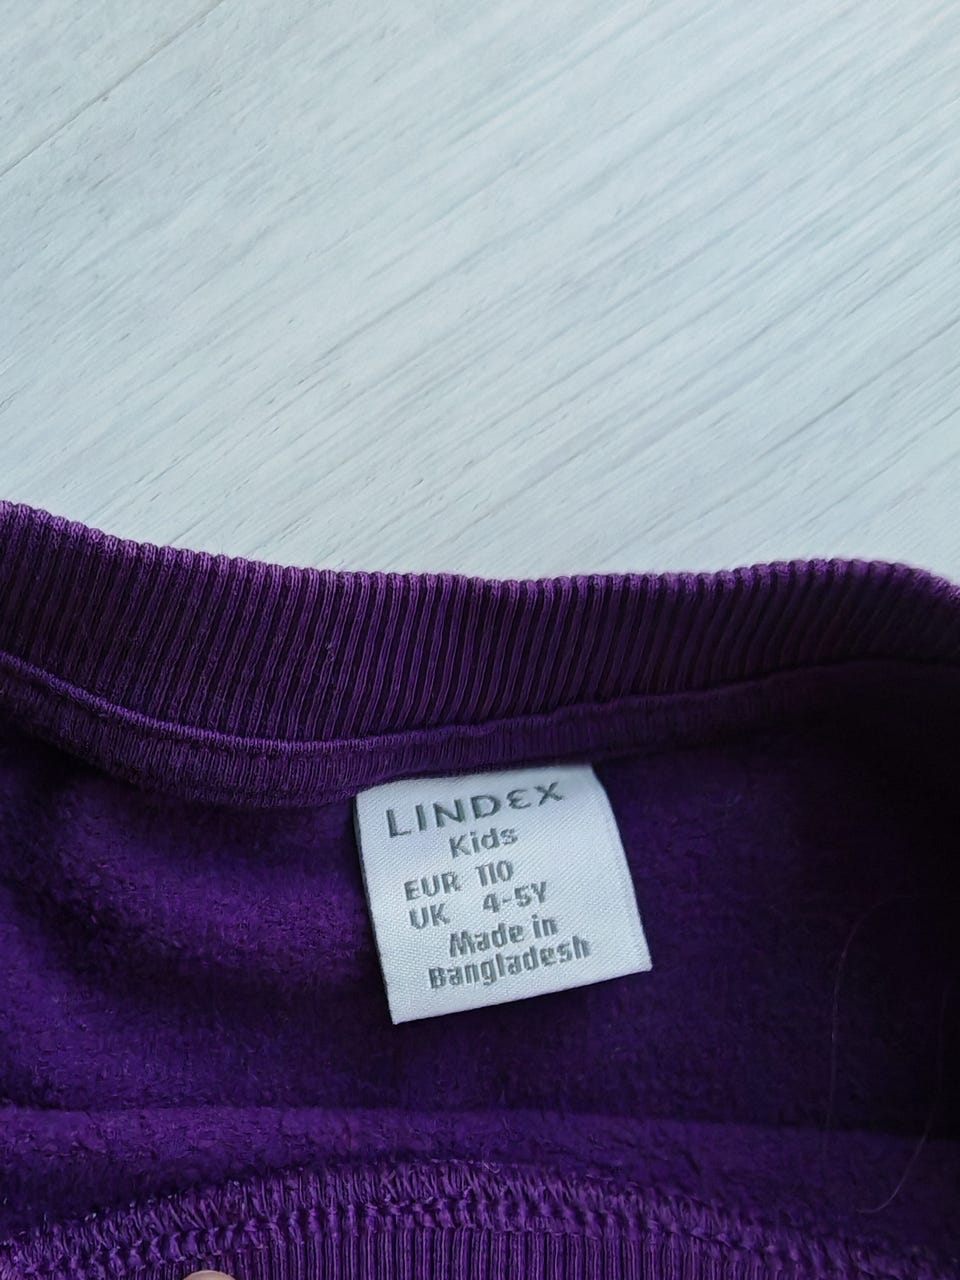 LINDEX
Kids
EUR 110
UK 4-5Y
Made in
Bangladesh